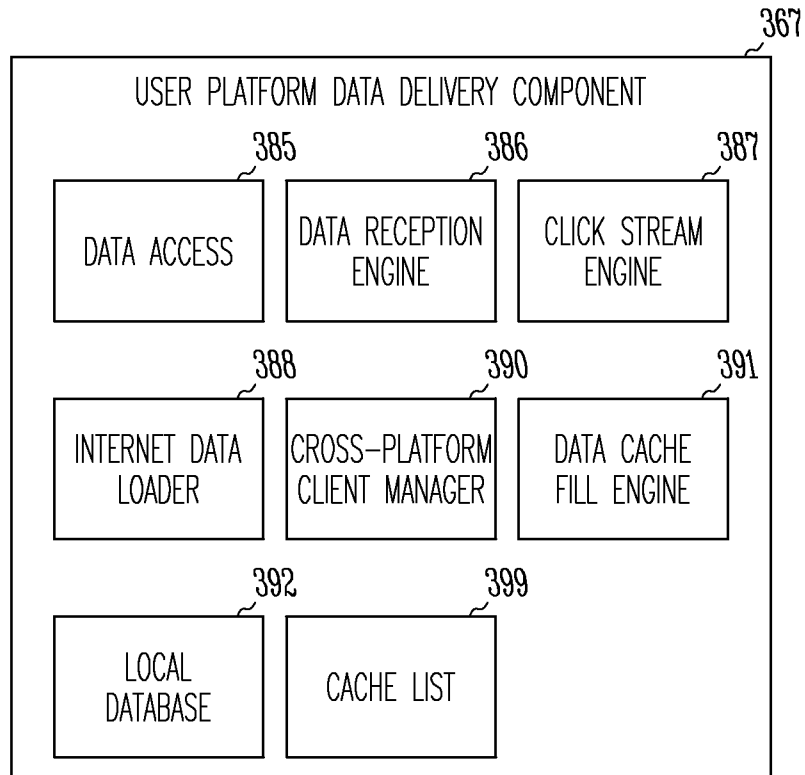 367
USER PLATFORM DATA DELIVERY COMPONENT
385
DATA ACCESS
386
DATA RECEPTION
ENGINE
387
CLICK STREAM
ENGINE
388
INTERNET DATA
LOADER
390
CROSS-PLATFORM
CLIENT MANAGER
391
DATA CACHE
FILL ENGINE
392
LOCAL
DATABASE
399
CACHE LIST